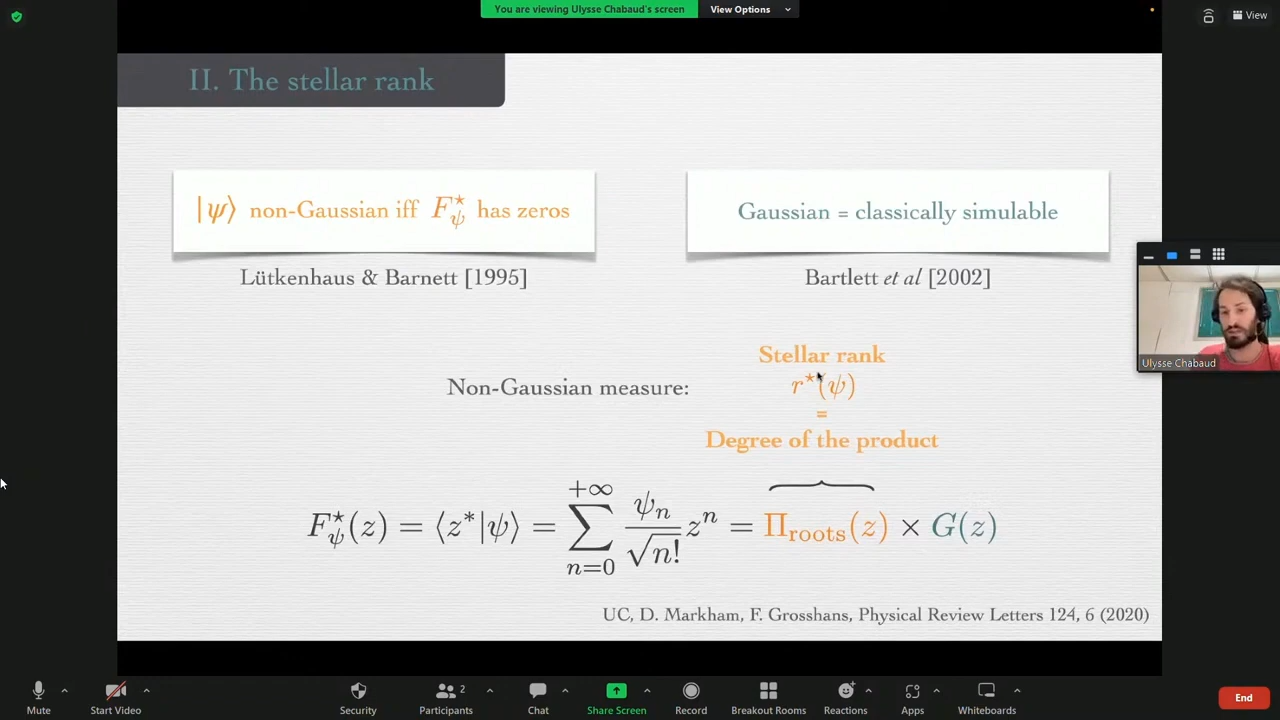 You are viewing Ulysse Chabaud's screen View Options
View
II. The stellar rank
|ψ⟩ non-Gaussian iff F_ψ^⋆ has zeros
Gaussian = classically simulable
Lütkenhaus & Barnett [1995]
Bartlett et al [2002]
Ulysse Chabaud
Stellar rank
Non-Gaussian measure:
r^⋆(ψ)
=
Degree of the product
F_ψ^⋆(z) = ⟨z*|ψ⟩ = ∑_{n=0}^{+∞} ψ_n/√n! z^n = Π_roots(z) × G(z)
UC, D. Markham, F. Grosshans, Physical Review Letters 124, 6 (2020)
Mute
Start Video
Security
Participants 2
Chat
Share Screen
Record
Breakout Rooms
Reactions
Apps
Whiteboards
End